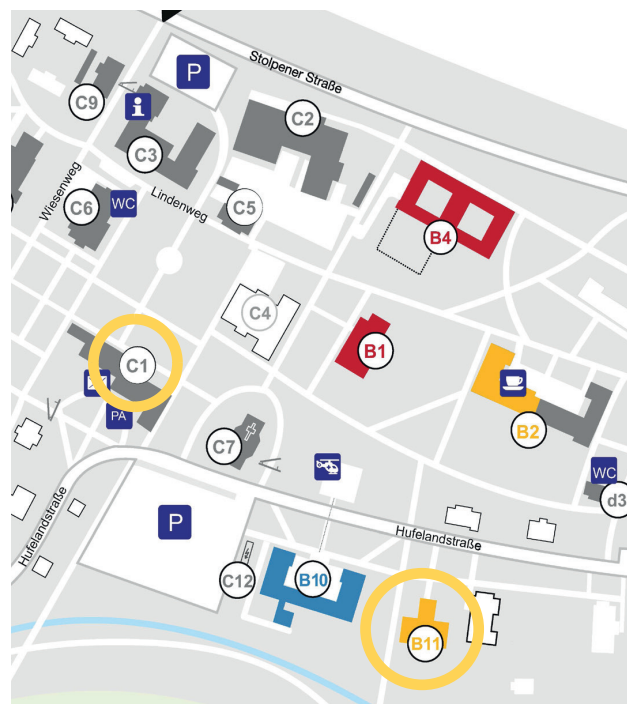 Stolpener Straße
P
C9
i
C2
C3
Wiesenweg
Lindenweg
C6
WC
C5
B4
C4
C1
B1
PA
C7
B2
WC
d3
P
Hufelandstraße
Hufelandstraße
C12
B10
B11